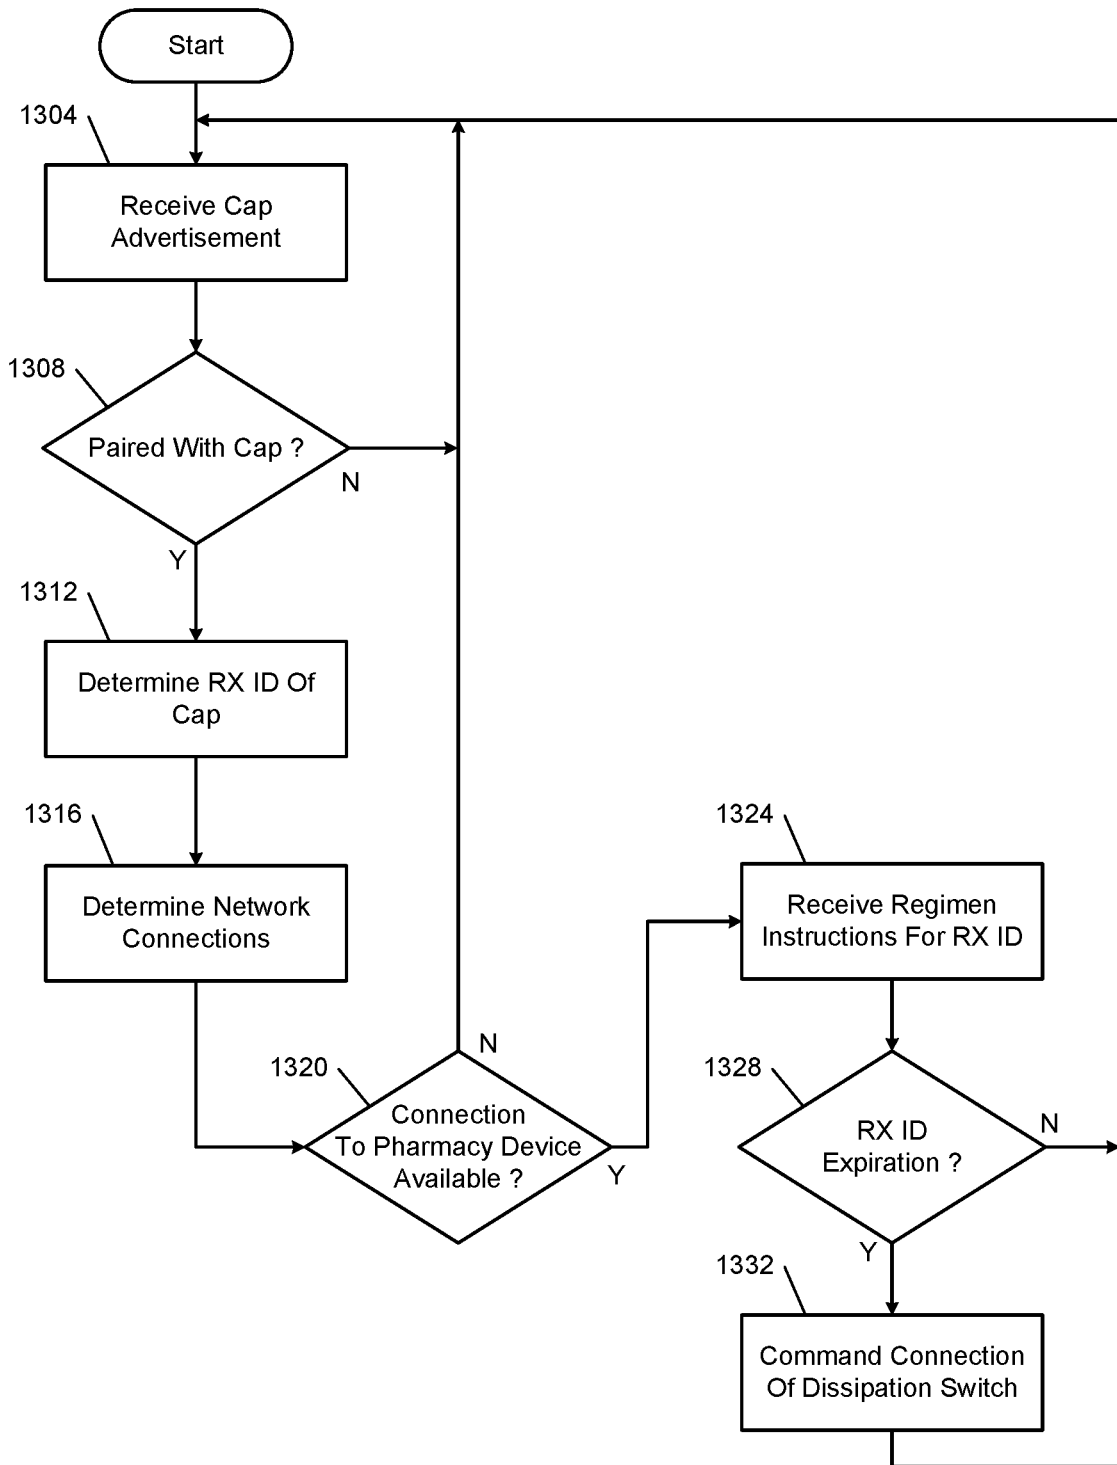 Start
1304
Receive Cap
Advertisement
1308
Paired With Cap ?
N
Y
1312
Determine RX ID Of
Cap
1316
Determine Network
Connections
1320
Connection
To Pharmacy Device
Available ?
N
Y
1324
Receive Regimen
Instructions For RX ID
1328
RX ID
Expiration ?
N
Y
1332
Command Connection
Of Dissipation Switch